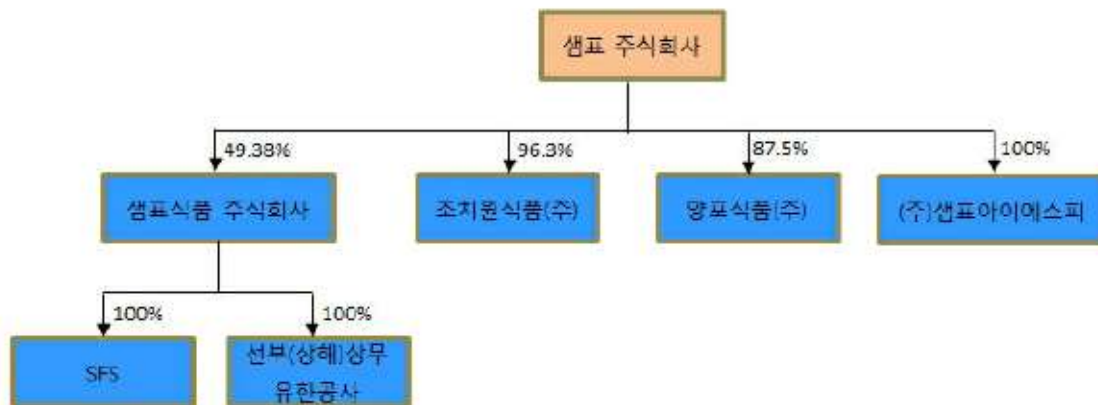 샘표 주식회사
49.38%
96.3%
87.5%
100%
샘표식품 주식회사
조치원식품(주)
양포식품(주)
(주)샘표아이에스피
100%
100%
SFS
선부(상해)상무
유한공사